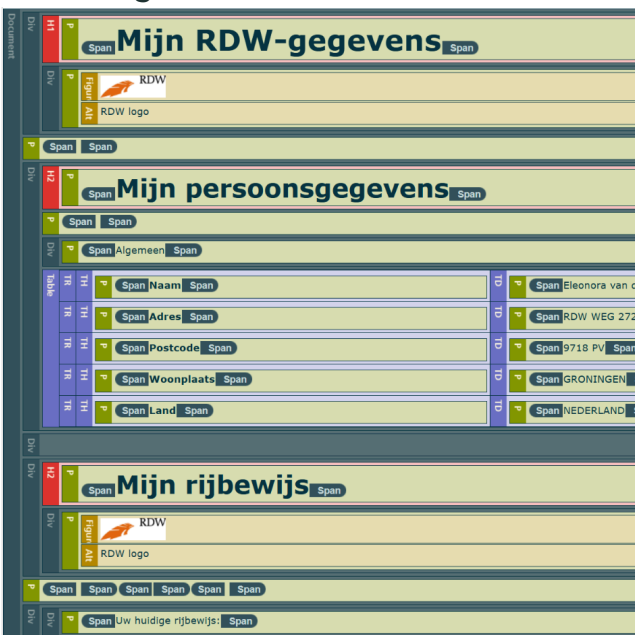 Document
Div H1 P Span Mijn RDW-gegevens Span
Div P Figur RDW
Alt RDW logo
P Span Span
Div H2 P Span Mijn persoonsgegevens Span
P Span Span
Div P Span Algemeen Span
Table TR TH P Span Naam Span TD P Span Eleonora van
TR TH P Span Adres Span TD P Span RDW WEG 272
TR TH P Span Postcode Span TD P Span 9718 PV Span
TR TH P Span Woonplaats Span TD P Span GRONINGEN
TR TH P Span Land Span TD P Span NEDERLAND
Div
Div H2 P Span Mijn rijbewijs Span
Div P Figur RDW
Alt RDW logo
P Span Span Span Span Span Span
Div Div P Span Uw huidige rijbewijs: Span